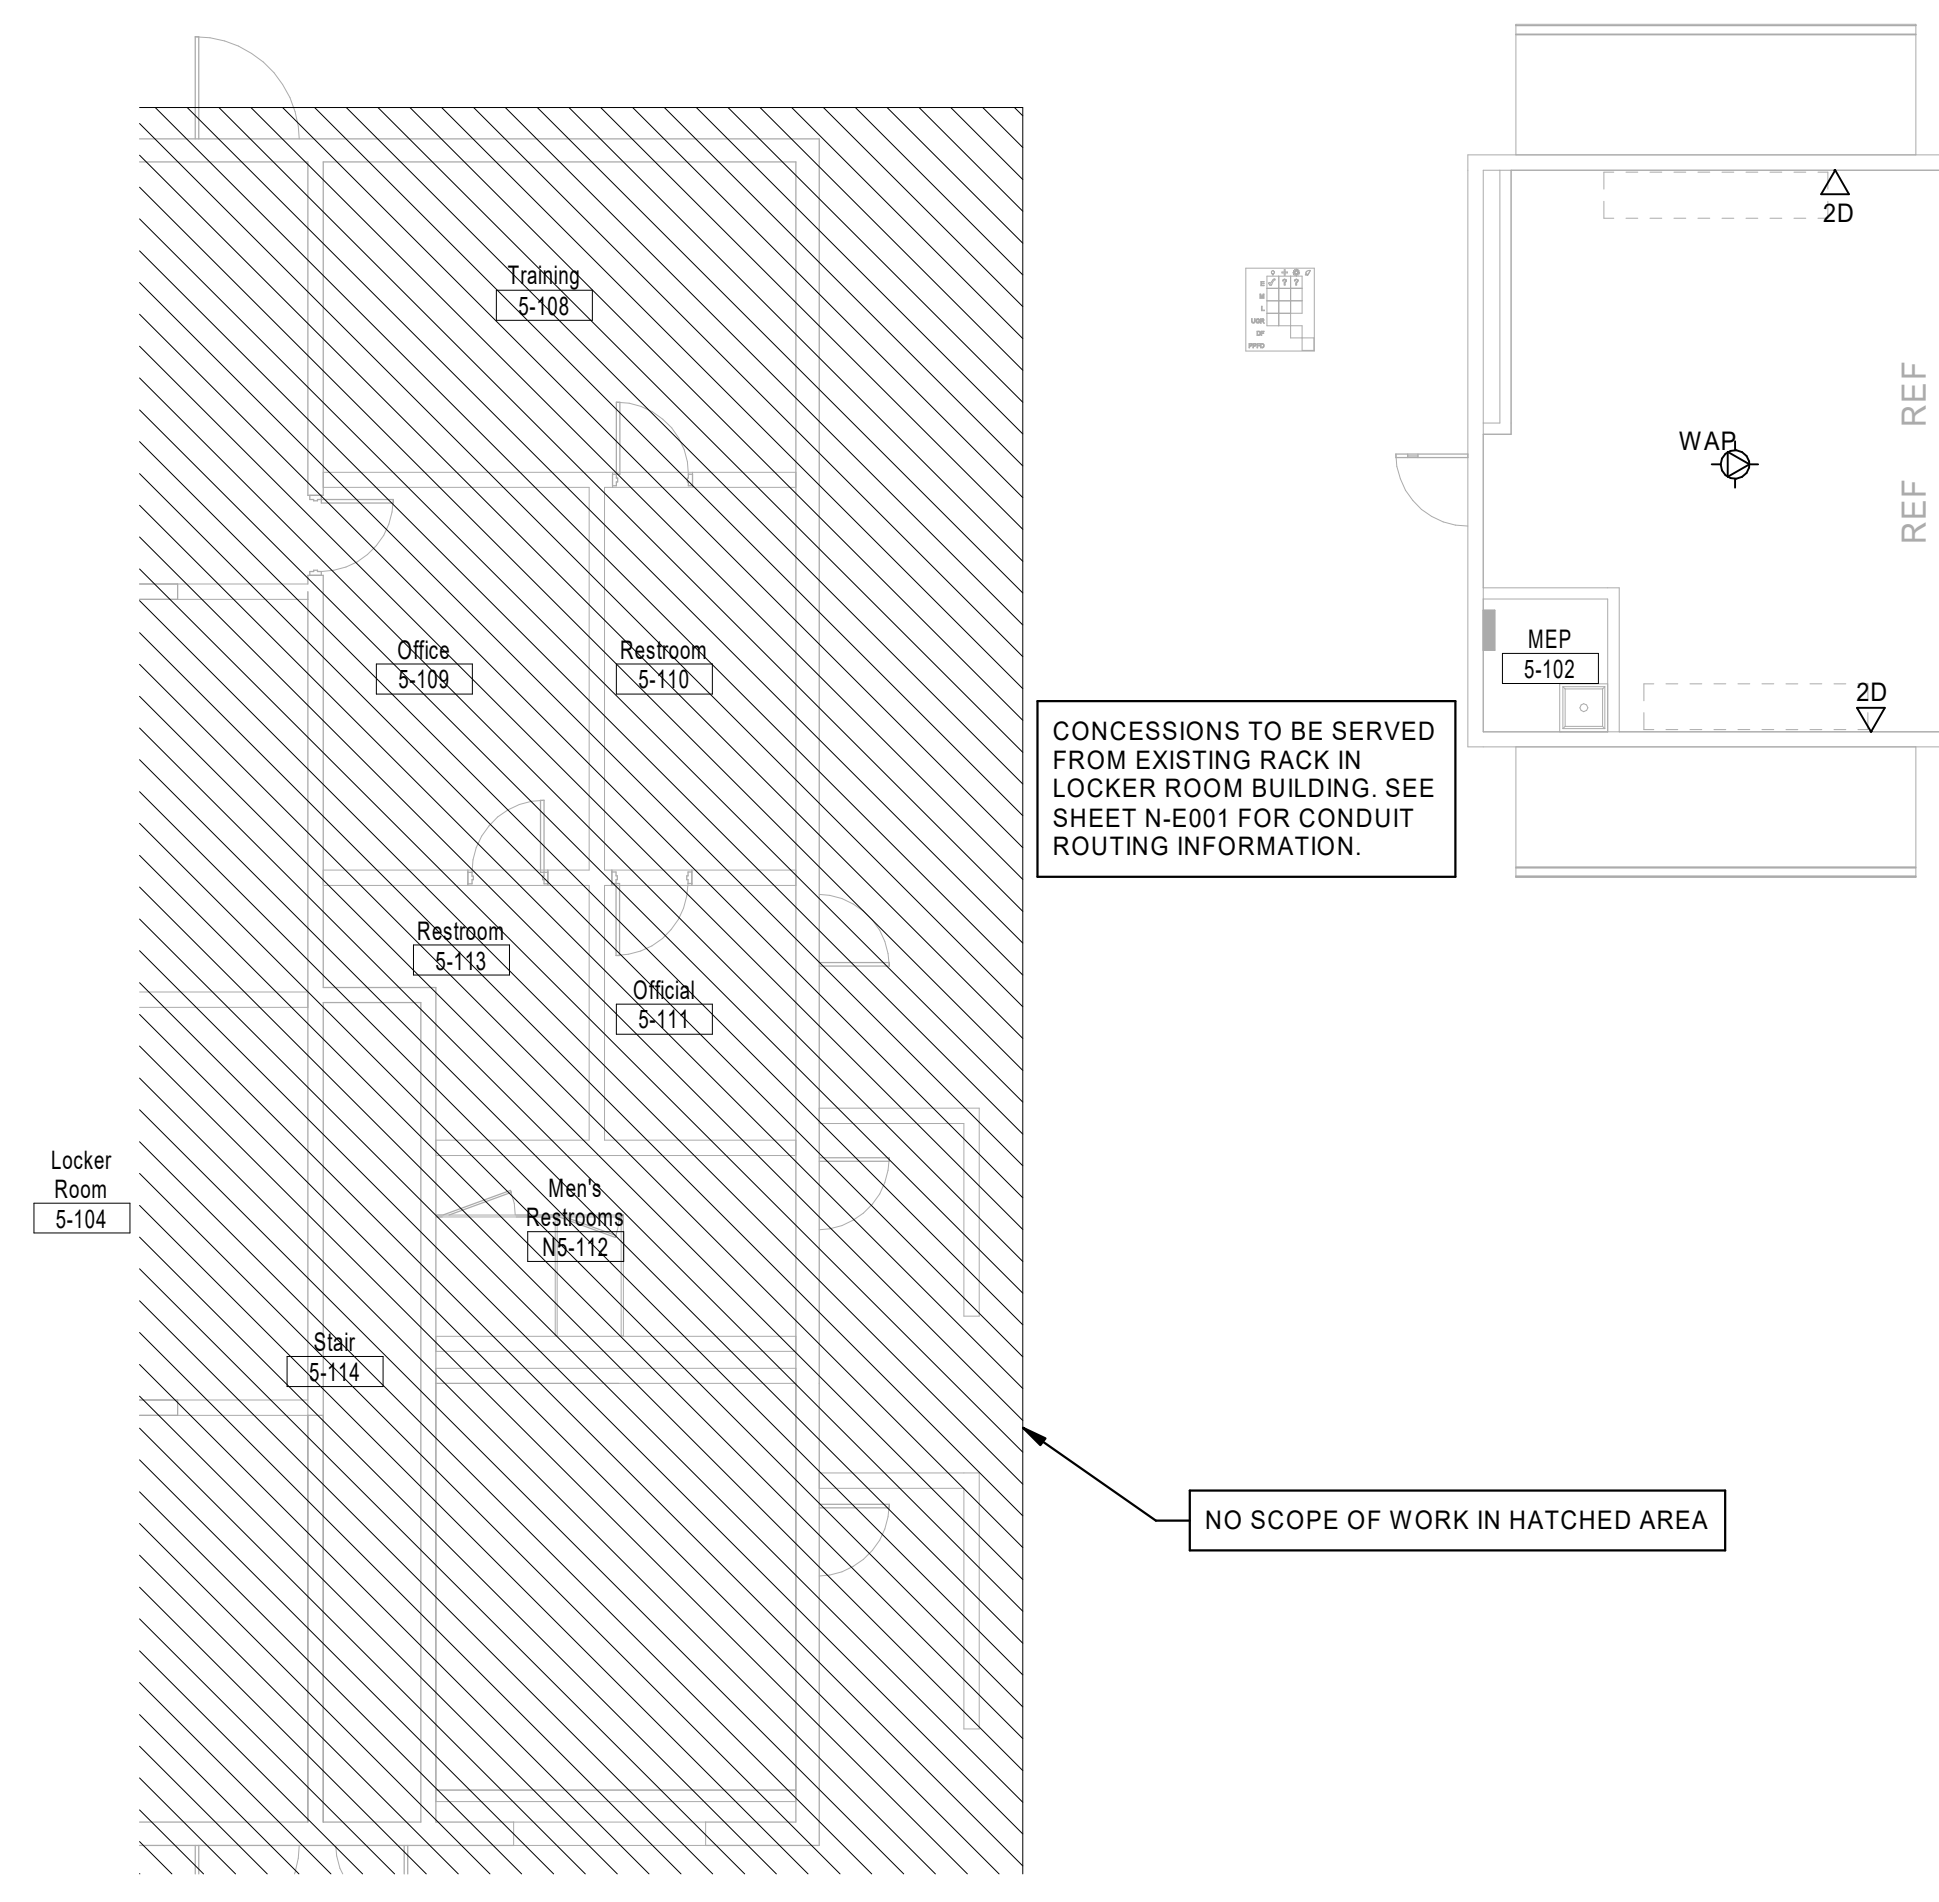 2D
Training
5-108
E ? ?
M
L
UGR
DF
PPFD
REF
WAP
REF
Office
5-109
Restroom
5-110
MEP
5-102
2D
CONCESSIONS TO BE SERVED
FROM EXISTING RACK IN
LOCKER ROOM BUILDING. SEE
SHEET N-E001 FOR CONDUIT
ROUTING INFORMATION.
Restroom
5-113
Official
5-111
Locker
Room
5-104
Men's
Restrooms
N5-112
Stair
5-114
NO SCOPE OF WORK IN HATCHED AREA